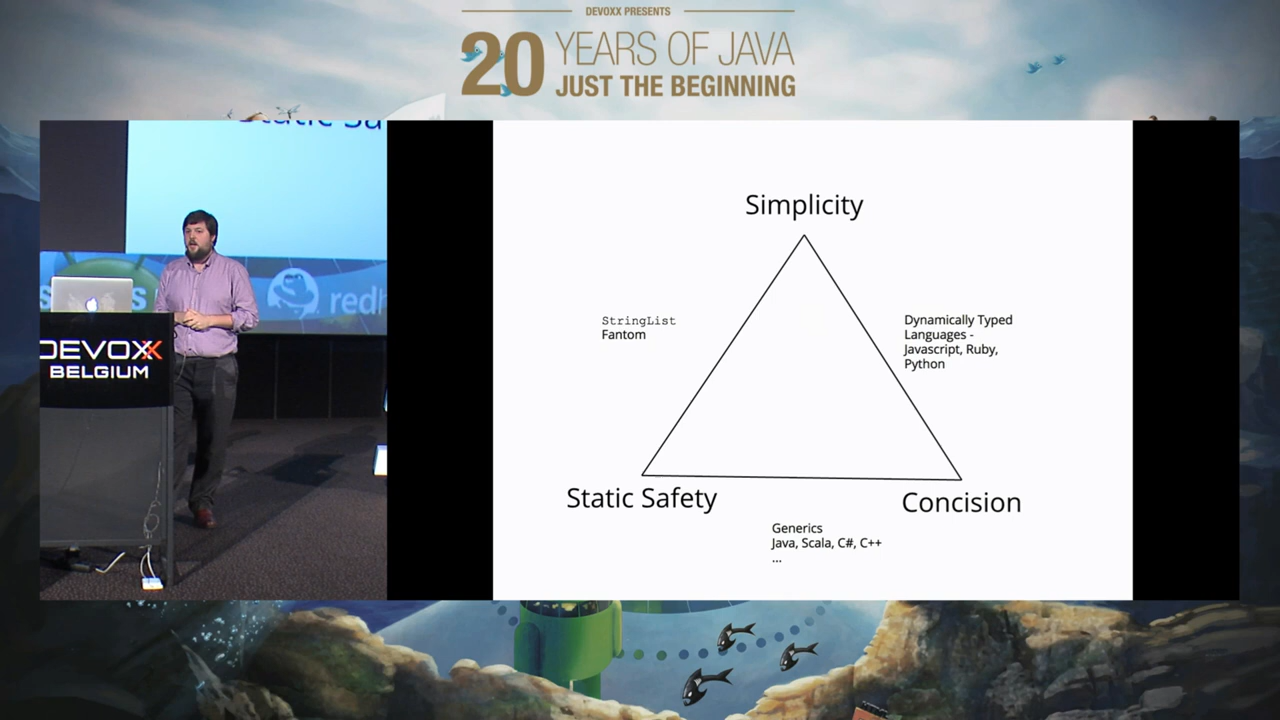 DEVOXX PRESENTS
20 YEARS OF JAVA
JUST THE BEGINNING
DEVOXX
BELGIUM
Simplicity
StringList
Fantom
Dynamically Typed
Languages -
Javascript, Ruby,
Python
Static Safety
Concision
Generics
Java, Scala, C#, C++
...